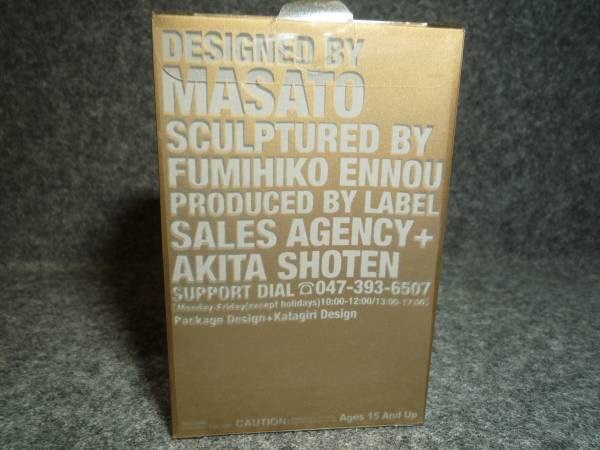 DESIGNED BY
MASATO
SCULPTURED BY
FUMIHIKO ENNOU
PRODUCED BY LABEL
SALES AGENCY+
AKITA SHOTEN
SUPPORT DIAL ☎047-393-6507
[Monday-Friday(except holidays)10:00-12:00/13:00-17:00]
Package Design+Katagiri Design
CAUTION:
Ages 15 And Up